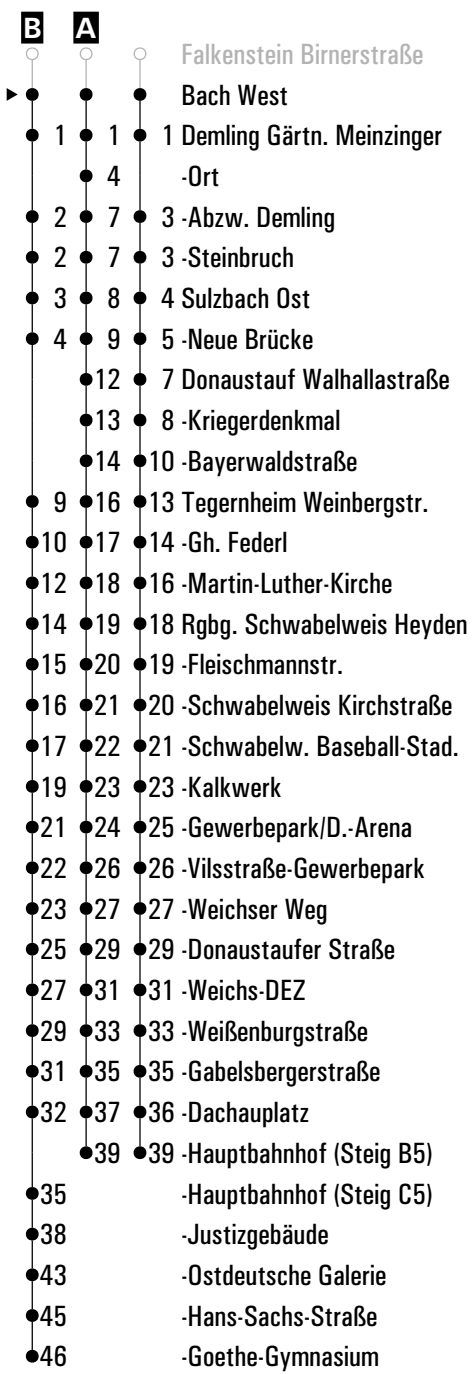 B A
Falkenstein Birnerstraße
Bach West
1 1 1 Demling Gärtn. Meinzinger
4 -Ort
2 7 3 -Abzw. Demling
2 7 3 -Steinbruch
3 8 4 Sulzbach Ost
4 9 5 -Neue Brücke
12 7 Donaustauf Walhallastraße
13 8 -Kriegerdenkmal
14 10 -Bayerwaldstraße
9 16 13 Tegernheim Weinbergstr.
10 17 14 -Gh. Federl
12 18 16 -Martin-Luther-Kirche
14 19 18 Rgbg. Schwabelweis Heyden
15 20 19 -Fleischmannstr.
16 21 20 -Schwabelweis Kirchstraße
17 22 21 -Schwabelw. Baseball-Stad.
19 23 23 -Kalkwerk
21 24 25 -Gewerbepark/D.-Arena
22 26 26 -Vilsstraße-Gewerbepark
23 27 27 -Weichser Weg
25 29 29 -Donaustaufer Straße
27 31 31 -Weichs-DEZ
29 33 33 -Weißenburgstraße
31 35 35 -Gabelsbergerstraße
32 37 36 -Dachauplatz
39 39 -Hauptbahnhof (Steig B5)
35 -Hauptbahnhof (Steig C5)
38 -Justizgebäude
43 -Ostdeutsche Galerie
45 -Hans-Sachs-Straße
46 -Goethe-Gymnasium